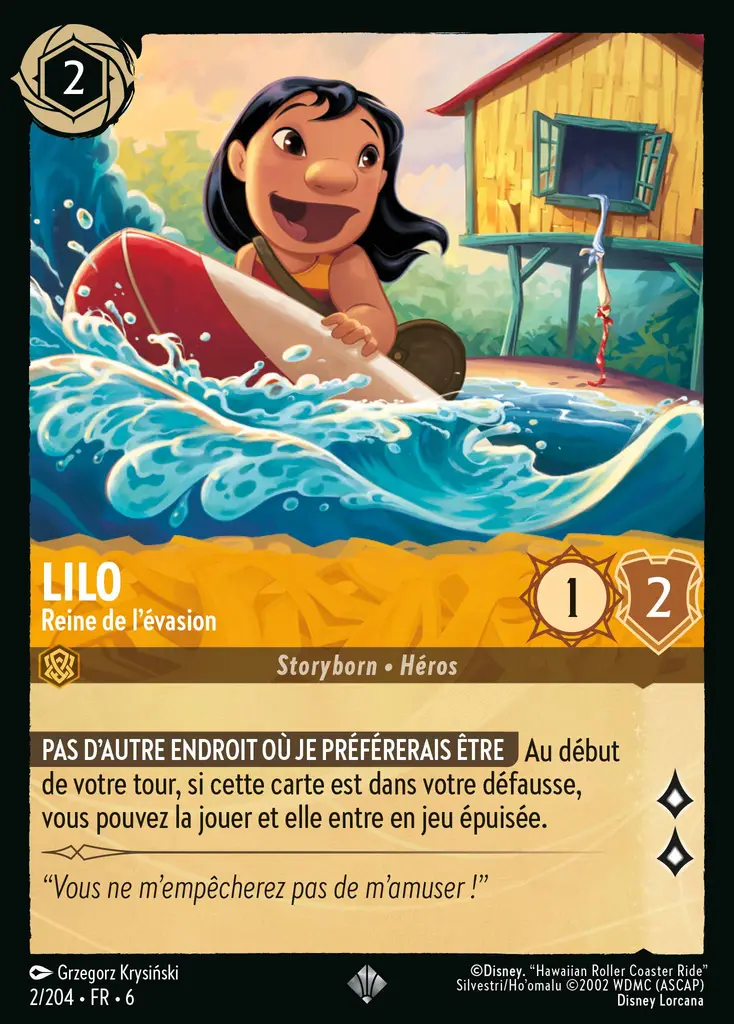 2
LILO
Reine de l’évasion
1
2
Storyborn • Héros
PAS D’AUTRE ENDROIT OÙ JE PRÉFÉRERAIS ÊTRE Au début
de votre tour, si cette carte est dans votre défausse,
vous pouvez la jouer et elle entre en jeu épuisée.
“Vous ne m’empêcherez pas de m’amuser !”
Grzegorz Krysiński
2/204 • FR • 6
©Disney. “Hawaiian Roller Coaster Ride”
Silvestri/Ho’omalu ©2002 WDMC (ASCAP)
Disney Lorcana